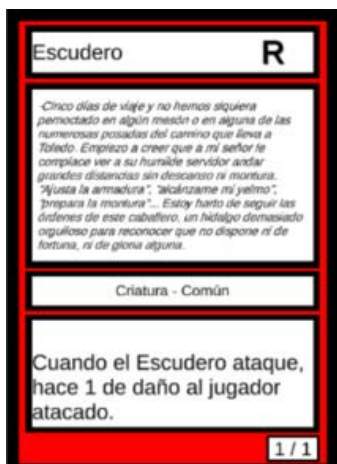 Escudero R
-Cinco días de viaje y no hemos siquiera
pernoctado en algún mesón o en alguna de las
numerosas posadas del camino que lleva a
Toledo. Empiezo a creer que a mi señor le
complace ver a su humilde servidor andar
grandes distancias sin descanso ni montura.
"Ajusta la armadura", "alcánzame mi yelmo",
"prepara la montura"... Estoy harto de seguir las
órdenes de este caballero, un hidalgo demasiado
orgulloso para reconocer que no dispone ni de
fortuna, ni de gloria alguna.
Criatura - Común
Cuando el Escudero ataque,
hace 1 de daño al jugador
atacado.
1 / 1